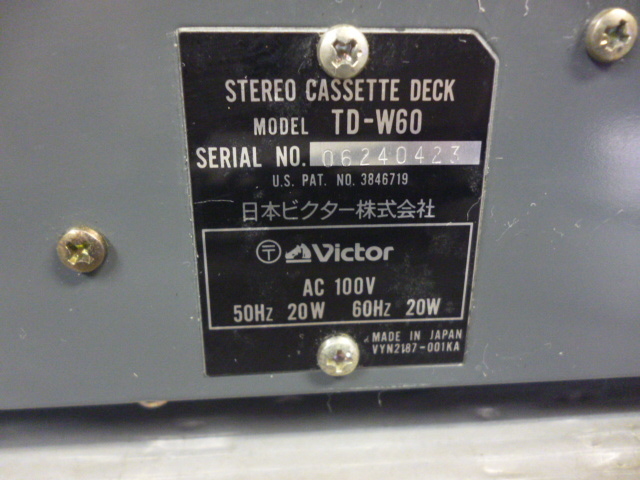 STEREO CASSETTE DECK
MODEL TD-W60
SERIAL NO. 06240423
U.S. PAT. NO. 3846719
日本ビクター株式会社
〶 Victor
AC 100V
50Hz 20W 60Hz 20W
MADE IN JAPAN
VYN2187-001KA